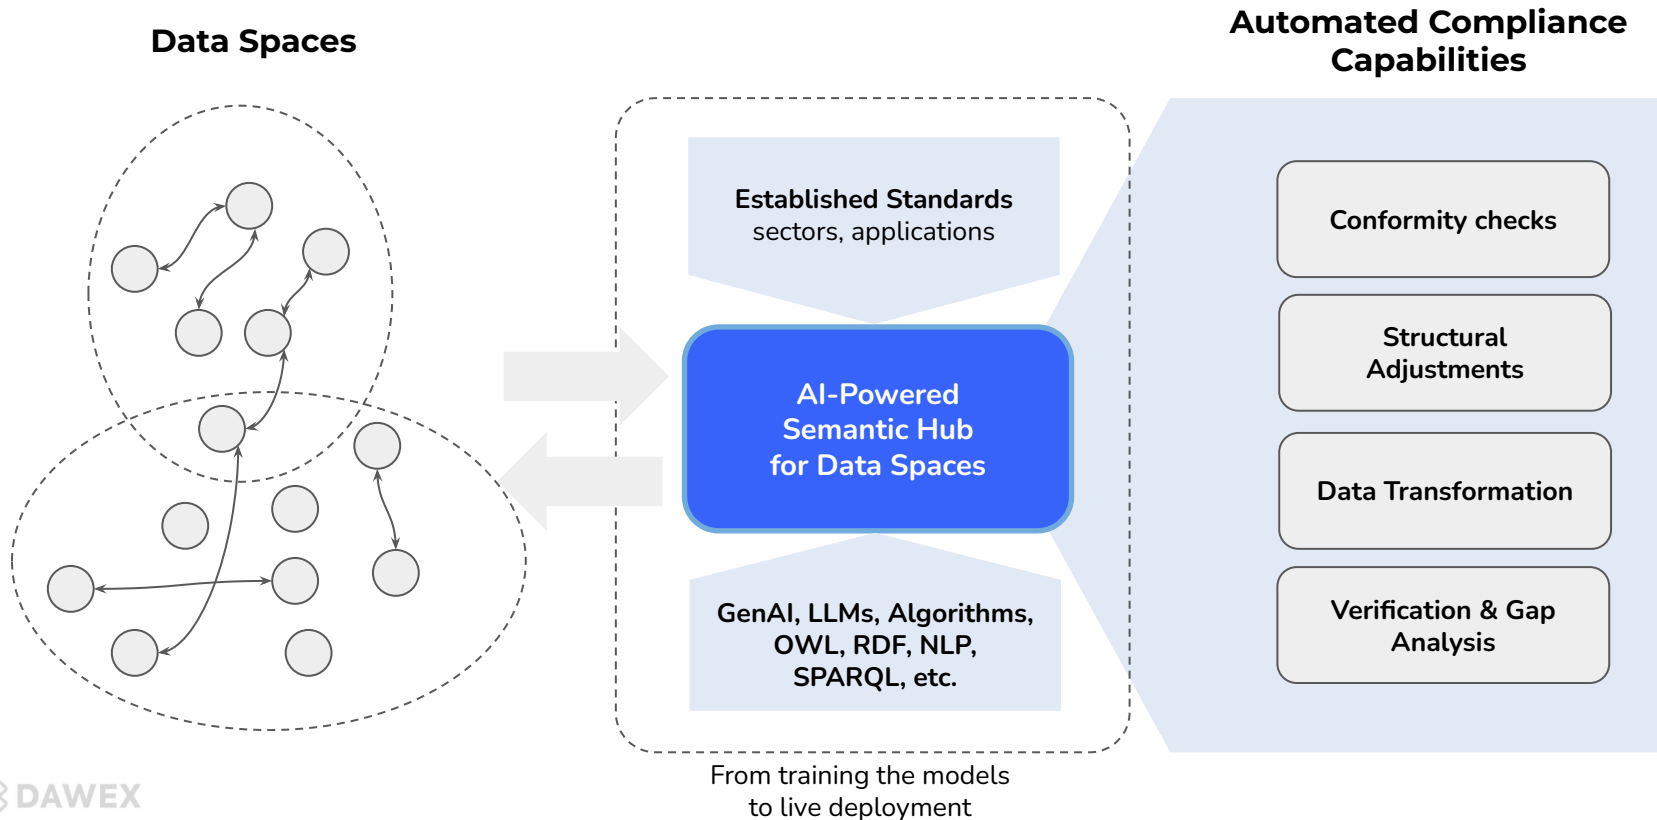 Data Spaces
Automated Compliance
Capabilities
Established Standards
sectors, applications
AI-Powered
Semantic Hub
for Data Spaces
GenAI, LLMs, Algorithms,
OWL, RDF, NLP,
SPARQL, etc.
From training the models
to live deployment
Conformity checks
Structural
Adjustments
Data Transformation
Verification & Gap
Analysis
DAWEX